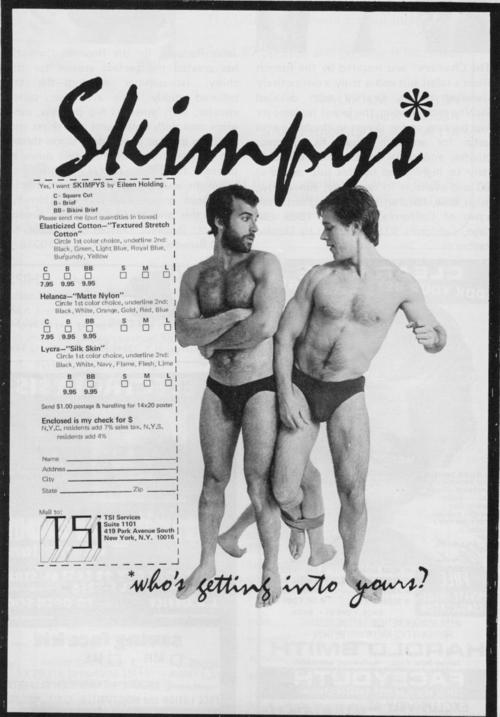 Skimpys*
Yes, I want SKIMPYS by Eileen Holding
C - Square Cut
B - Brief
BB - Bikini Brief
Please send me (put quantities in boxes)
Elasticized Cotton—"Textured Stretch
Cotton"
Circle 1st color choice, underline 2nd:
Black, Green, Light Blue, Royal Blue,
Burgundy, Yellow
C B BB S M L
7.95 9.95 9.95
Helanca—"Matte Nylon"
Circle 1st color choice, underline 2nd:
Black, White, Orange, Gold, Red, Blue
C B BB S M L
7.95 9.95 9.95
Lycra—"Silk Skin"
Circle 1st color choice, underline 2nd:
Black, White, Navy, Flame, Flesh, Lime
B BB S M L
9.95 9.95
Send $1.00 postage & handling for 14x20 poster
Enclosed is my check for $
N.Y.C. residents add 7% sales tax, N.Y.S.
residents add 4%
Name
Address
City
State Zip
Mail to:
TSI
TSI Services
Suite 1101
419 Park Avenue South
New York, N.Y. 10016
*who's getting into yours?